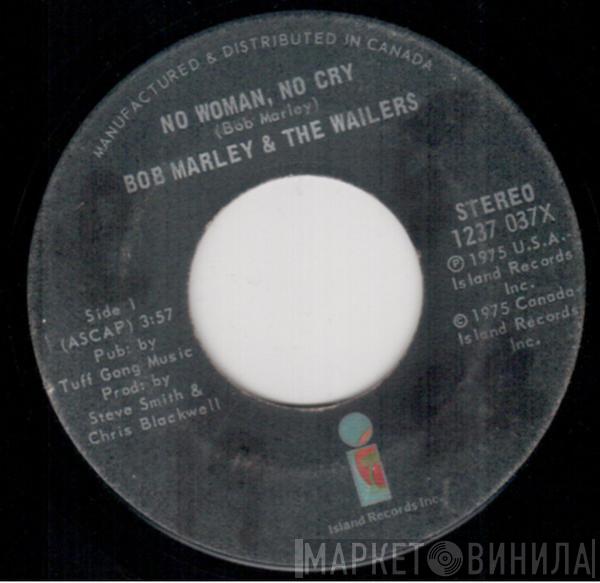 MANUFACTURED & DISTRIBUTED IN CANADA
NO WOMAN, NO CRY
(Bob Marley)
BOB MARLEY & THE WAILERS
STEREO
1237 037X
Ⓟ 1975 U.S.A.-
Island Records
Inc.
© 1975 Canada-
Island Records
Inc.
Side 1
(ASCAP) 3:57
Pub: by
Tuff Gong Music
Prod: by
Steve Smith &
Chris Blackwell
Island Records Inc.
МАРКЕТ ВИНИЛА